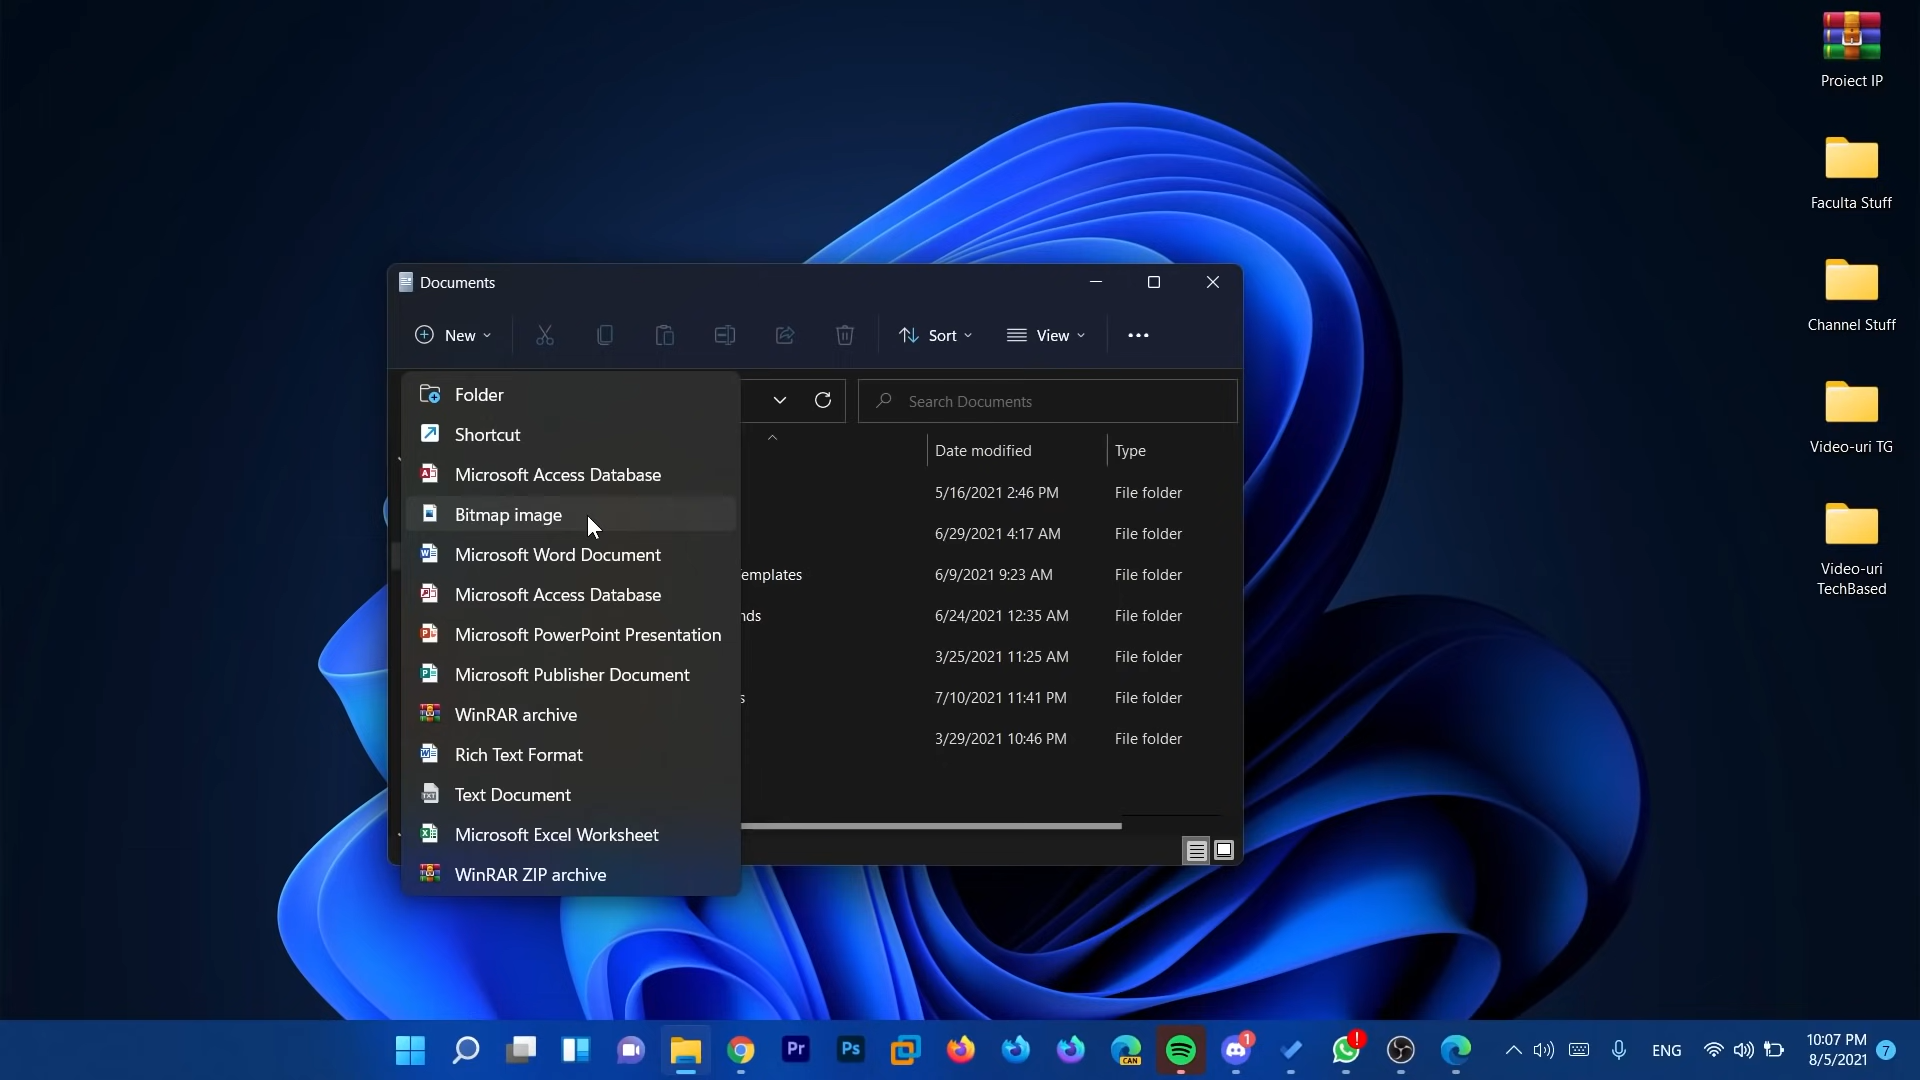 Proiect IP
Faculta Stuff
Channel Stuff
Video-uri TG
Video-uri
TechBased
Documents
New
Sort
View
Search Documents
Folder
Shortcut
Microsoft Access Database
Bitmap image
Microsoft Word Document
Microsoft Access Database
Microsoft PowerPoint Presentation
Microsoft Publisher Document
WinRAR archive
Rich Text Format
Text Document
Microsoft Excel Worksheet
WinRAR ZIP archive
Date modified Type
5/16/2021 2:46 PM File folder
6/29/2021 4:17 AM File folder
emplates 6/9/2021 9:23 AM File folder
nds 6/24/2021 12:35 AM File folder
3/25/2021 11:25 AM File folder
s 7/10/2021 11:41 PM File folder
3/29/2021 10:46 PM File folder
Pr
Ps
CAN
1
!
ENG
10:07 PM
8/5/2021
7